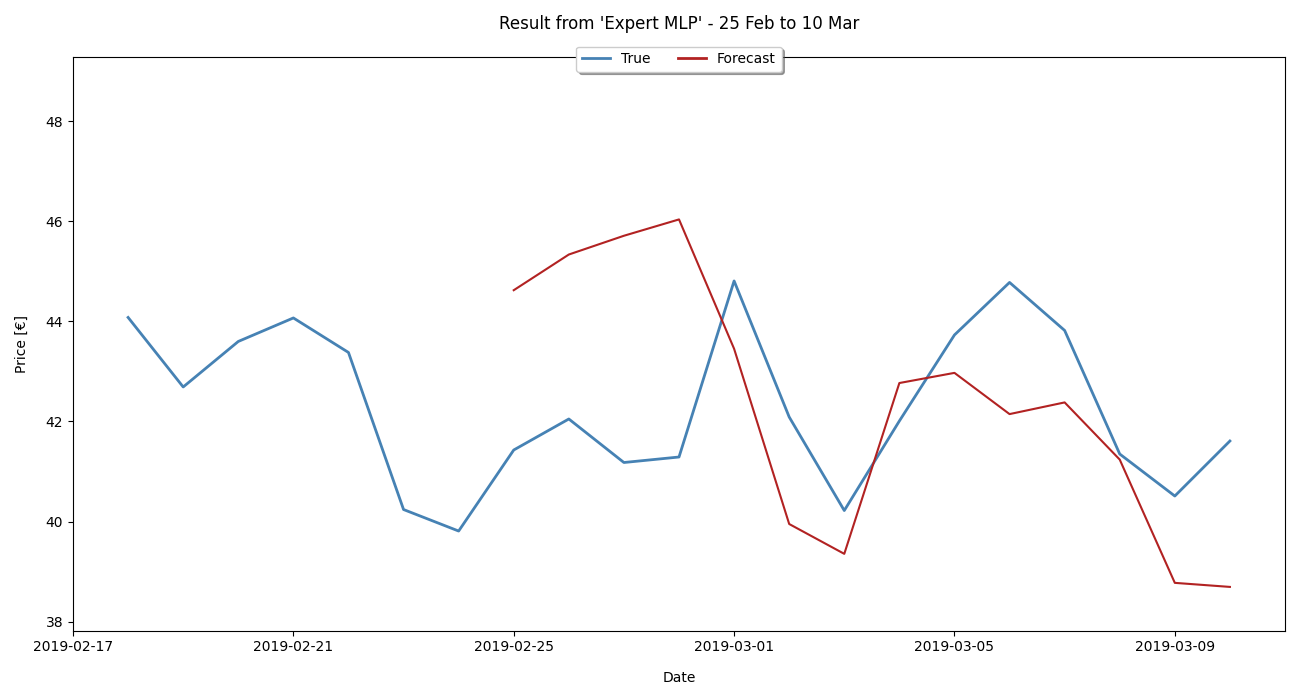 Result from 'Expert MLP' - 25 Feb to 10 Mar
True Forecast
48
46
44
42
40
38
Price [€]
2019-02-17 2019-02-21 2019-02-25 2019-03-01 2019-03-05 2019-03-09
Date